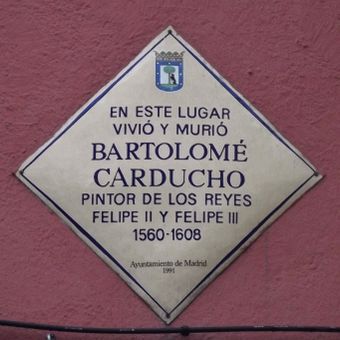 EN ESTE LUGAR
VIVIÓ Y MURIÓ
BARTOLOMÉ
CARDUCHO
PINTOR DE LOS REYES
FELIPE II Y FELIPE III
1560-1608
Ayuntamiento de Madrid
1991